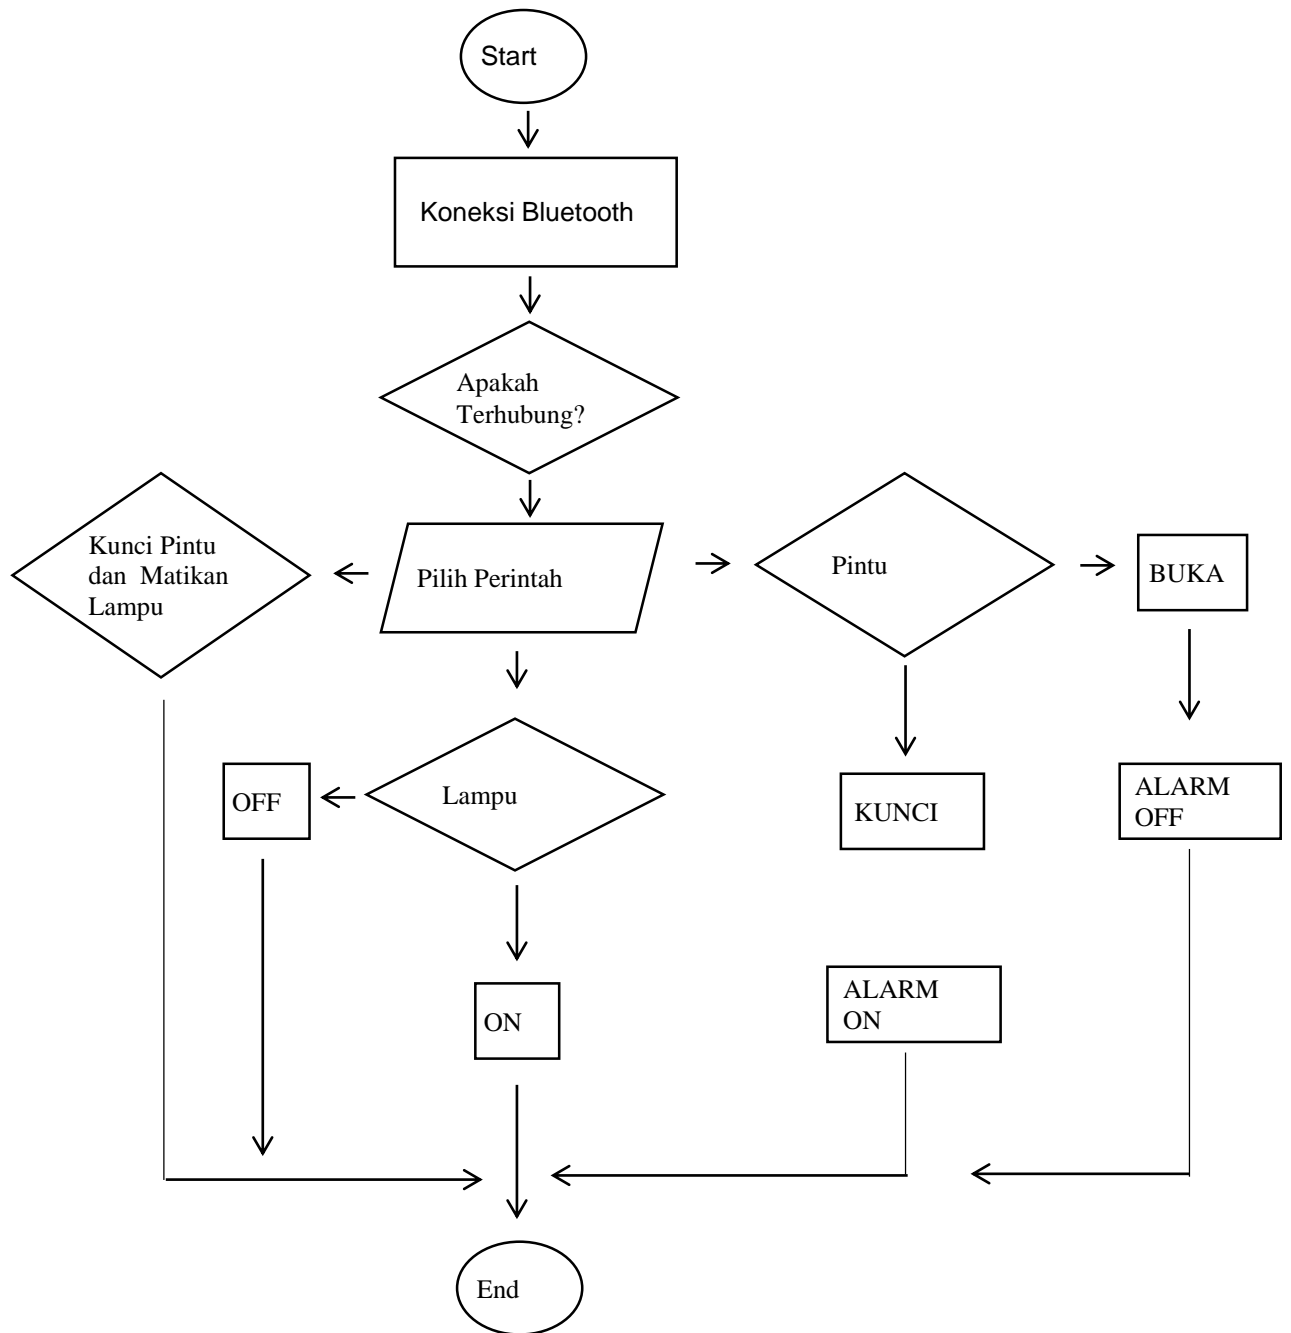 Start
Koneksi Bluetooth
Apakah
Terhubung?
Kunci Pintu
dan Matikan
Lampu
Pilih Perintah
Pintu
BUKA
OFF
Lampu
KUNCI
ALARM
OFF
ON
ALARM
ON
End